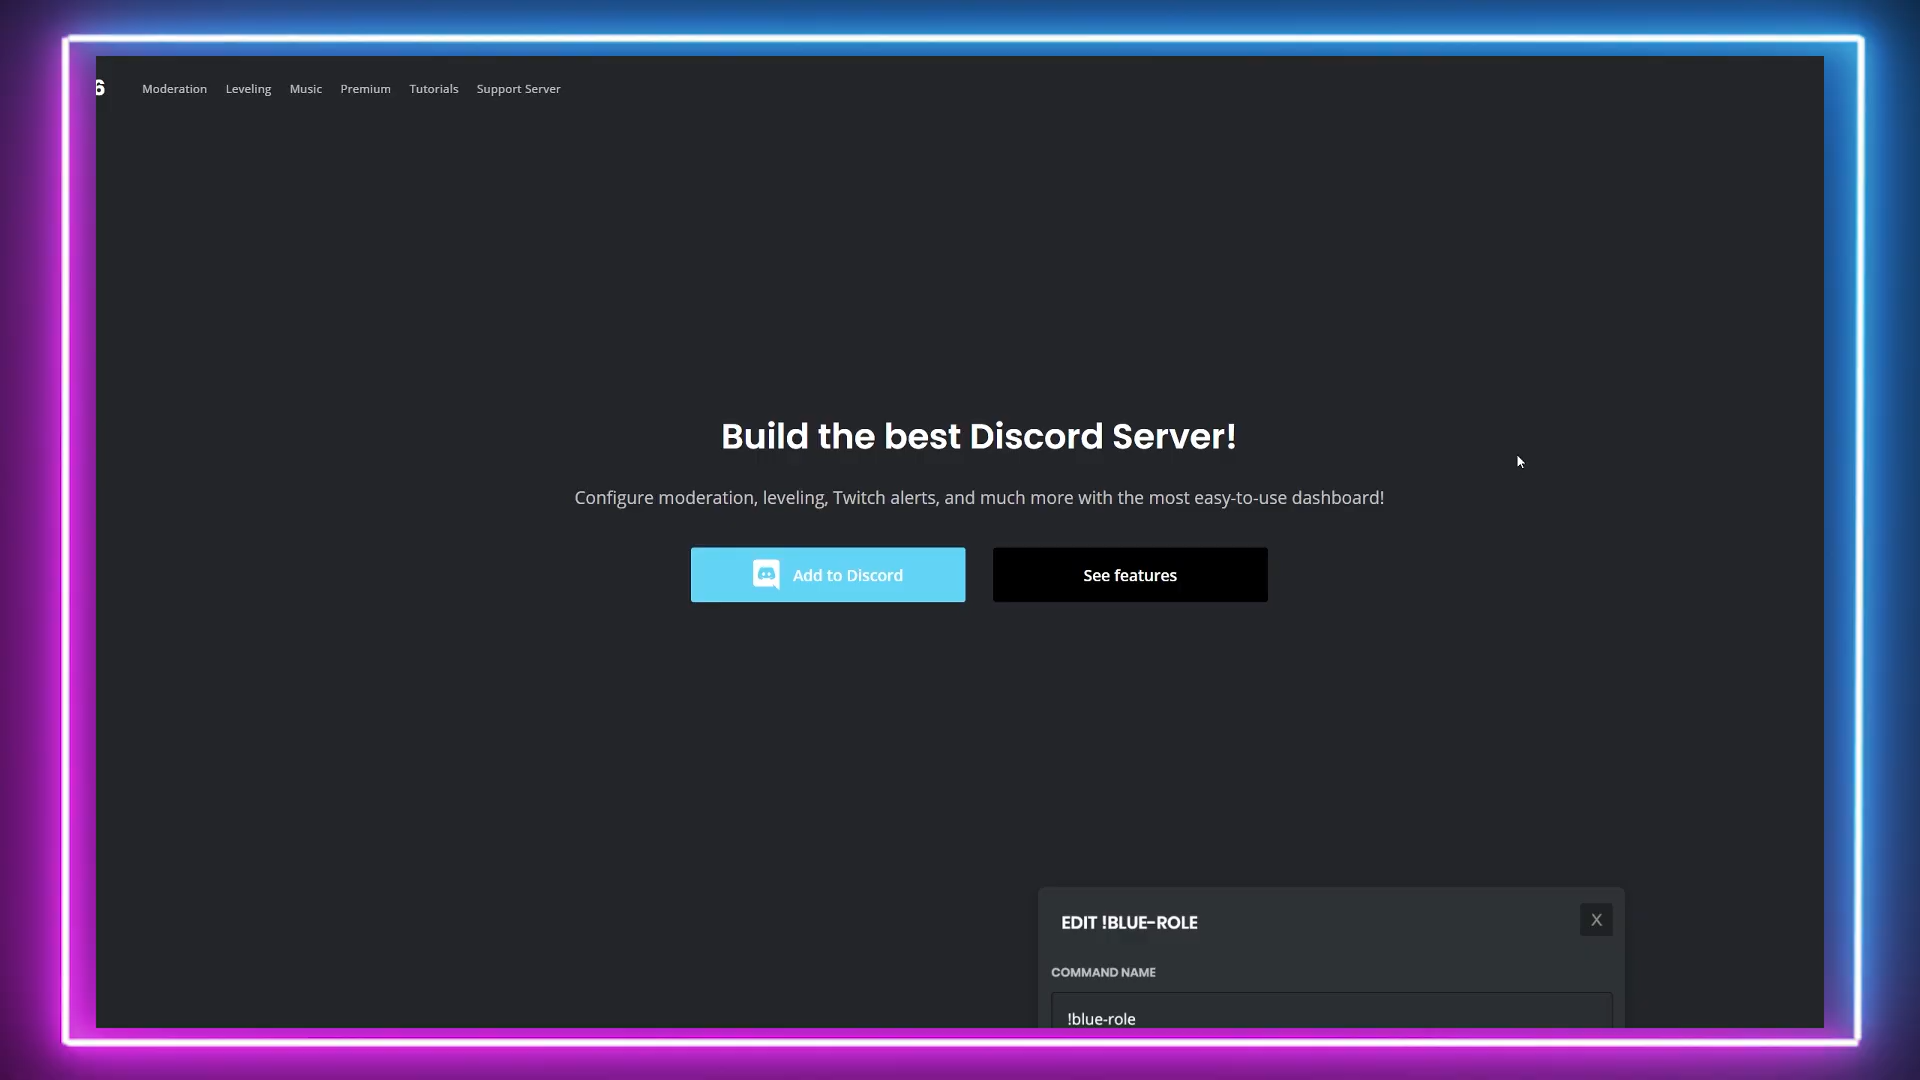 6
Moderation Leveling Music Premium Tutorials Support Server
Build the best Discord Server!
Configure moderation, leveling, Twitch alerts, and much more with the most easy-to-use dashboard!
Add to Discord See features
EDIT !BLUE-ROLE X
COMMAND NAME
!blue-role